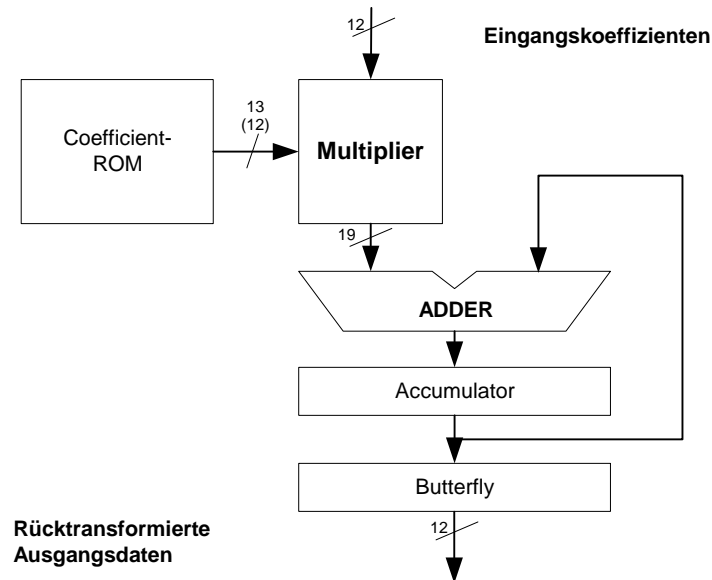 12
Eingangskoeffizienten
13
(12)
Coefficient-
ROM
Multiplier
19
ADDER
Accumulator
Butterfly
12
Rücktransformierte
Ausgangsdaten